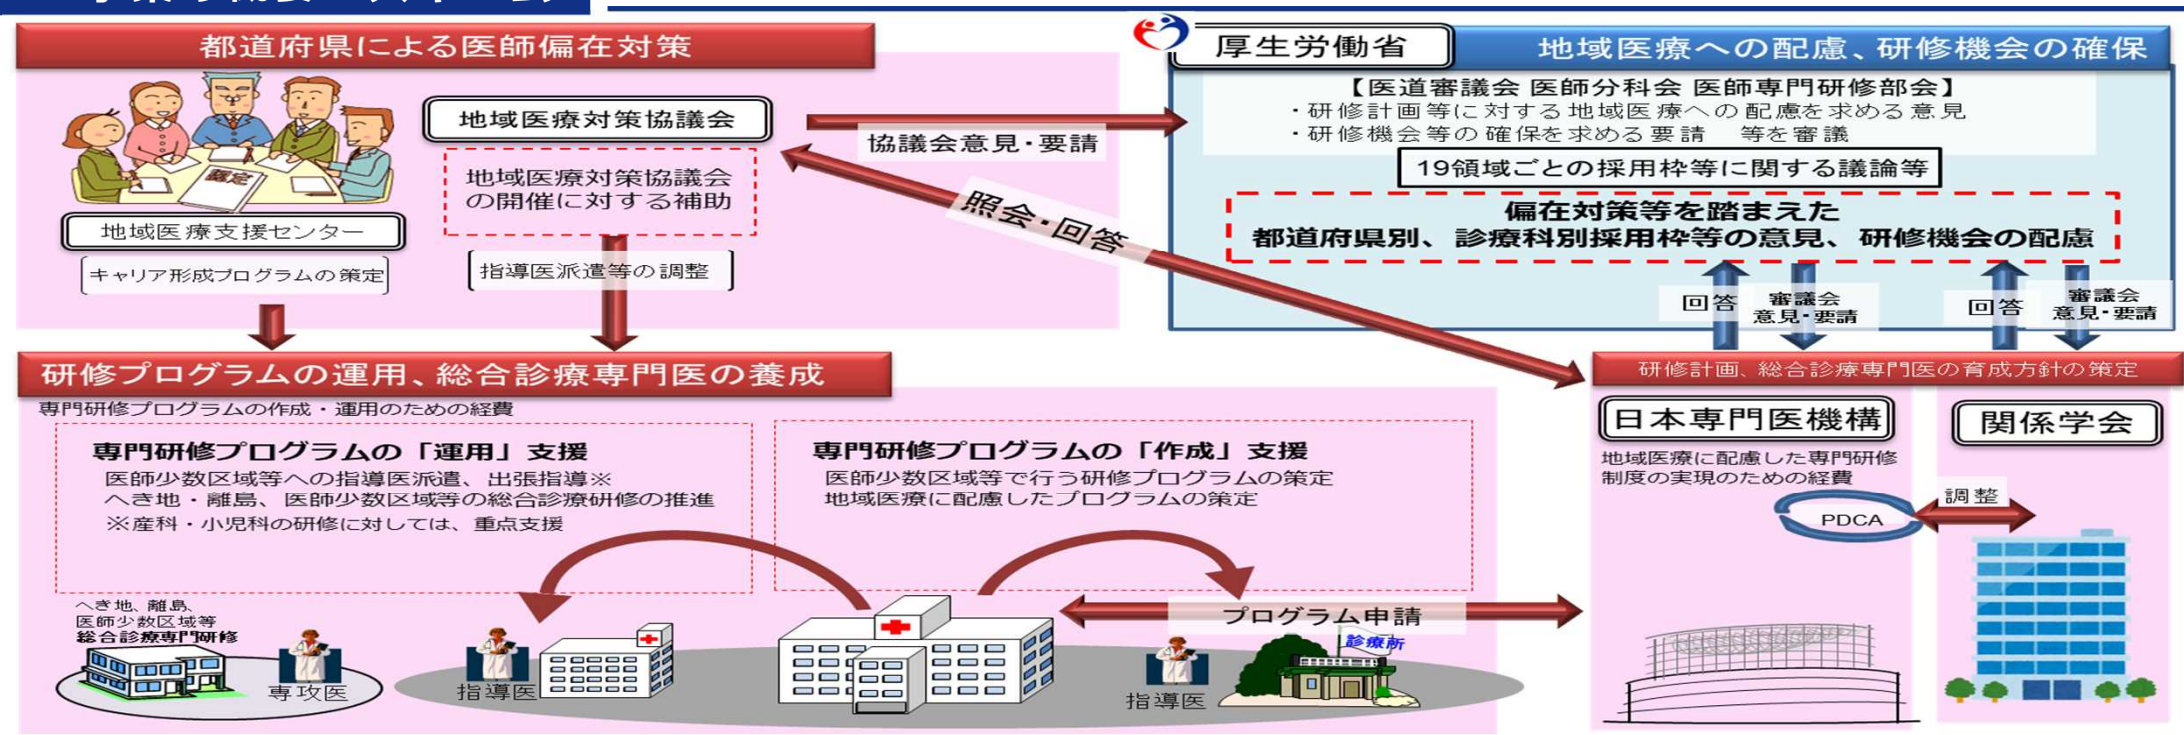 都道府県による医師偏在対策
地域医療対策協議会
地域医療対策協議会
の開催に対する補助
認定
地域医療支援センター
キャリア形成プログラムの策定
指導医派遣等の調整
協議会意見・要請
照会・回答
厚生労働省
地域医療への配慮、研修機会の確保
【医道審議会 医師分科会 医師専門研修部会】
・研修計画等に対する地域医療への配慮を求める意見
・研修機会等の確保を求める要請　等を審議
19領域ごとの採用枠等に関する議論等
偏在対策等を踏まえた
都道府県別、診療科別採用枠等の意見、研修機会の配慮
回答
審議会
意見・要請
回答
審議会
意見・要請
研修プログラムの運用、総合診療専門医の養成
専門研修プログラムの作成・運用のための経費
専門研修プログラムの「運用」支援
医師少数区域等への指導医派遣、出張指導※
へき地・離島、医師少数区域等の総合診療研修の推進
※産科・小児科の研修に対しては、重点支援
専門研修プログラムの「作成」支援
医師少数区域等で行う研修プログラムの策定
地域医療に配慮したプログラムの策定
へき地、離島、
医師少数区域等
総合診療専門研修
専攻医
指導医
プログラム申請
診療所
指導医
研修計画、総合診療専門医の育成方針の策定
日本専門医機構
関係学会
地域医療に配慮した専門研修
制度の実現のための経費
調整
PDCA